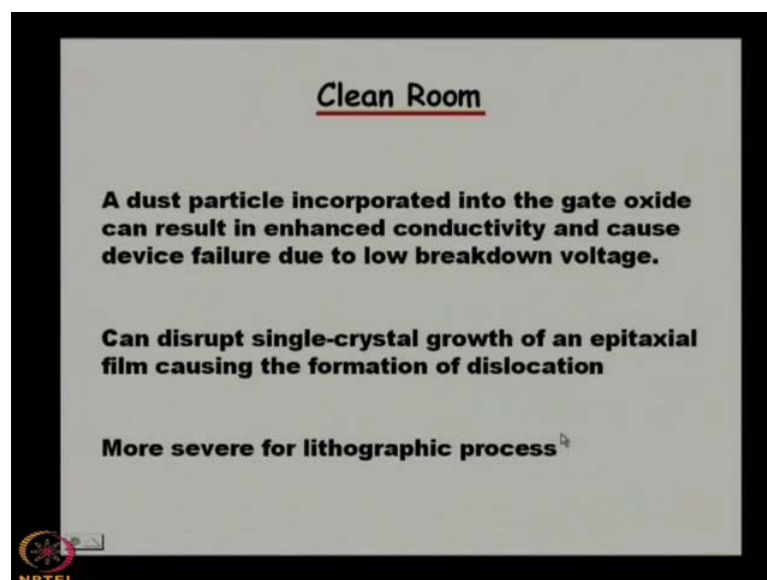 Clean Room
A dust particle incorporated into the gate oxide
can result in enhanced conductivity and cause
device failure due to low breakdown voltage.
Can disrupt single-crystal growth of an epitaxial
film causing the formation of dislocation
More severe for lithographic process
NPTEL